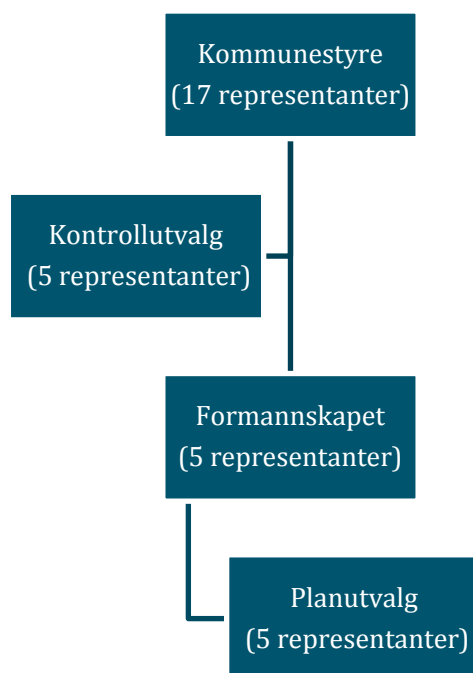 Kommunestyre
(17 representanter)
Kontrollutvalg
(5 representanter)
Formannskapet
(5 representanter)
Planutvalg
(5 representanter)